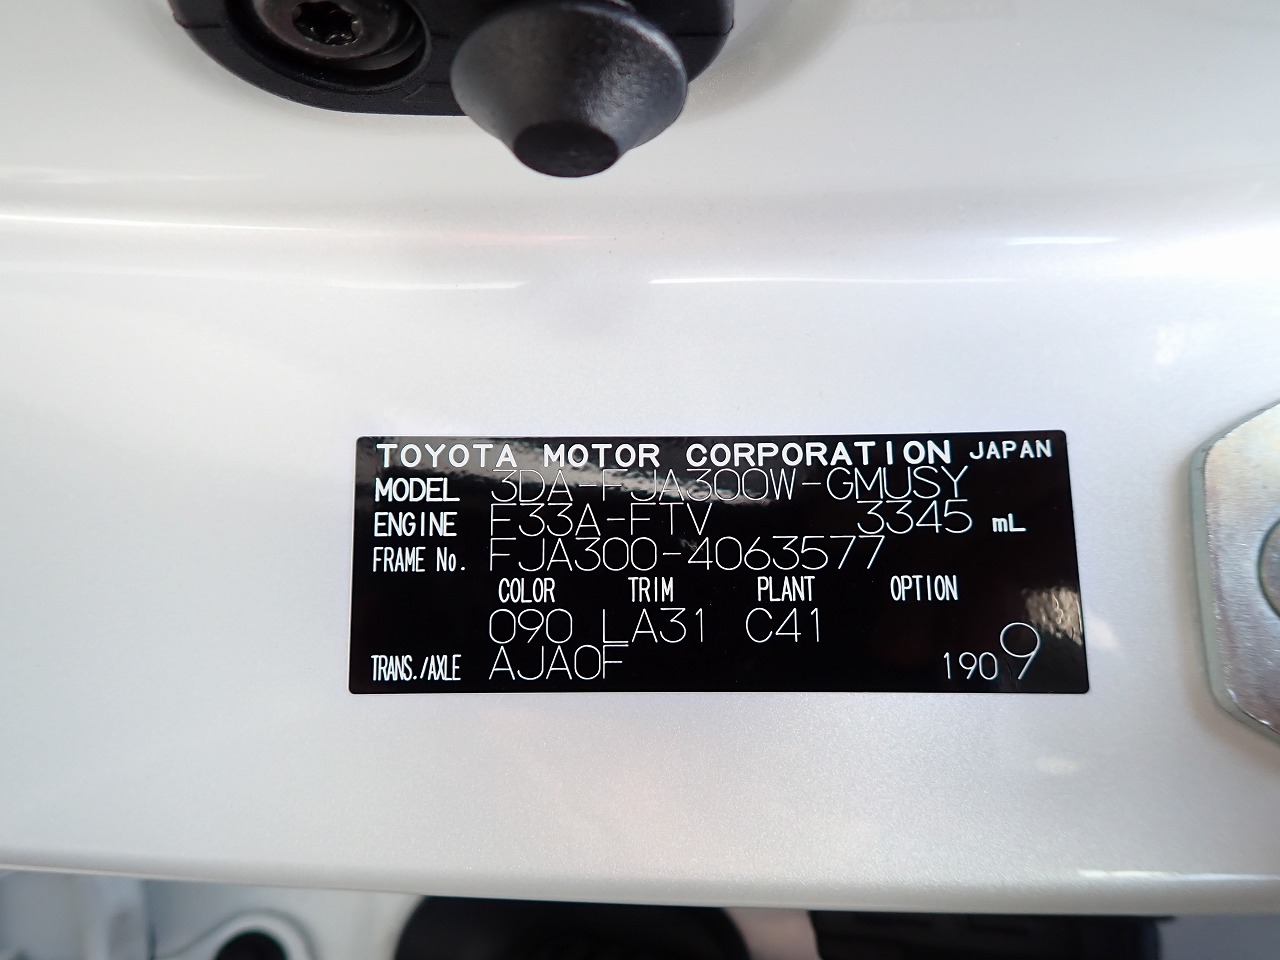 TOYOTA MOTOR CORPORATION JAPAN
MODEL 3DA-FJA300W-GMUSY
ENGINE F33A-FTV 3345 mL
FRAME No. FJA300-4063577
COLOR TRIM PLANT OPTION
090 LA31 C41
TRANS./AXLE AJA0F 1909